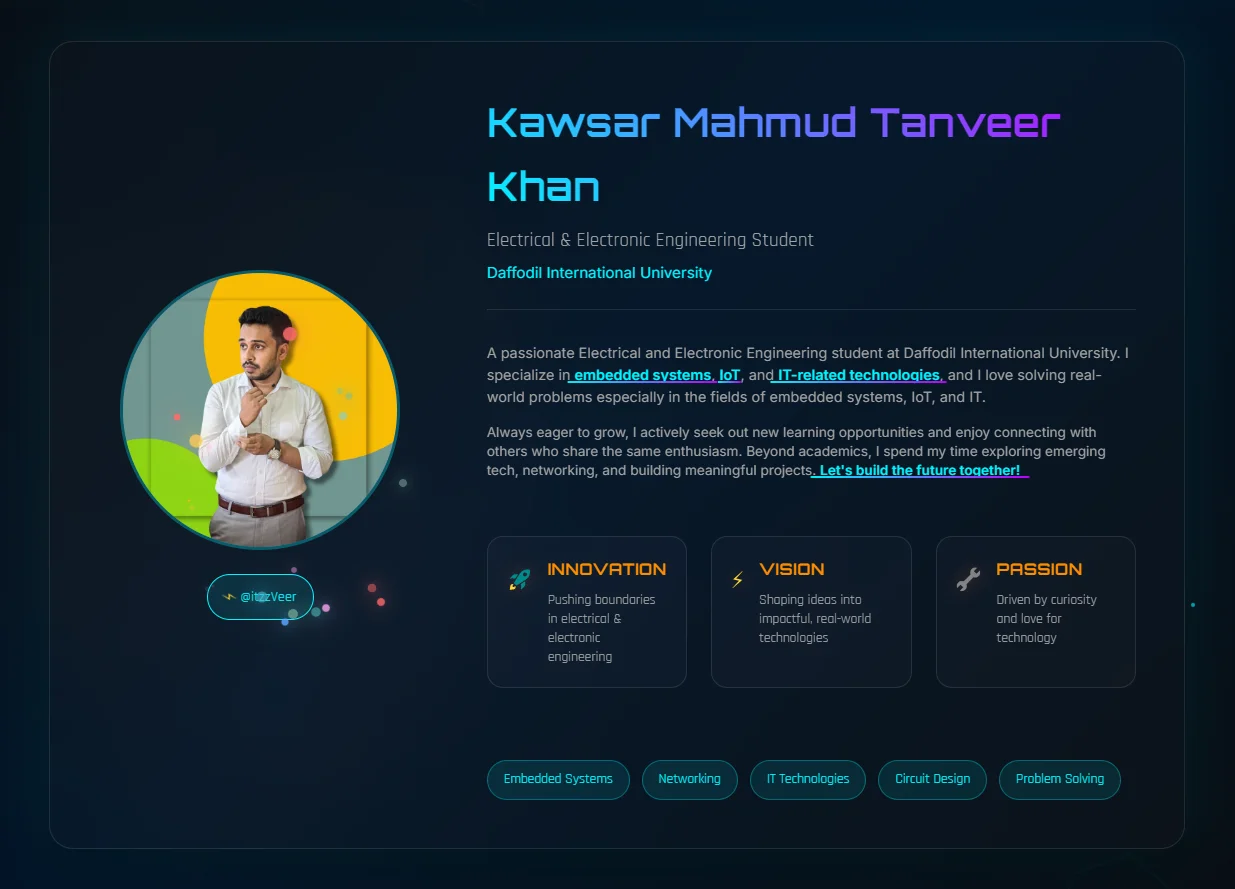 Kawsar Mahmud Tanveer
Khan
Electrical & Electronic Engineering Student
Daffodil International University
A passionate Electrical and Electronic Engineering student at Daffodil International University. I
specialize in embedded systems, IoT, and IT-related technologies, and I love solving real-
world problems especially in the fields of embedded systems, IoT, and IT.
Always eager to grow, I actively seek out new learning opportunities and enjoy connecting with
others who share the same enthusiasm. Beyond academics, I spend my time exploring emerging
tech, networking, and building meaningful projects. Let's build the future together!
@itzzVeer
INNOVATION
Pushing boundaries
in electrical &
electronic
engineering
VISION
Shaping ideas into
impactful, real-world
technologies
PASSION
Driven by curiosity
and love for
technology
Embedded Systems
Networking
IT Technologies
Circuit Design
Problem Solving